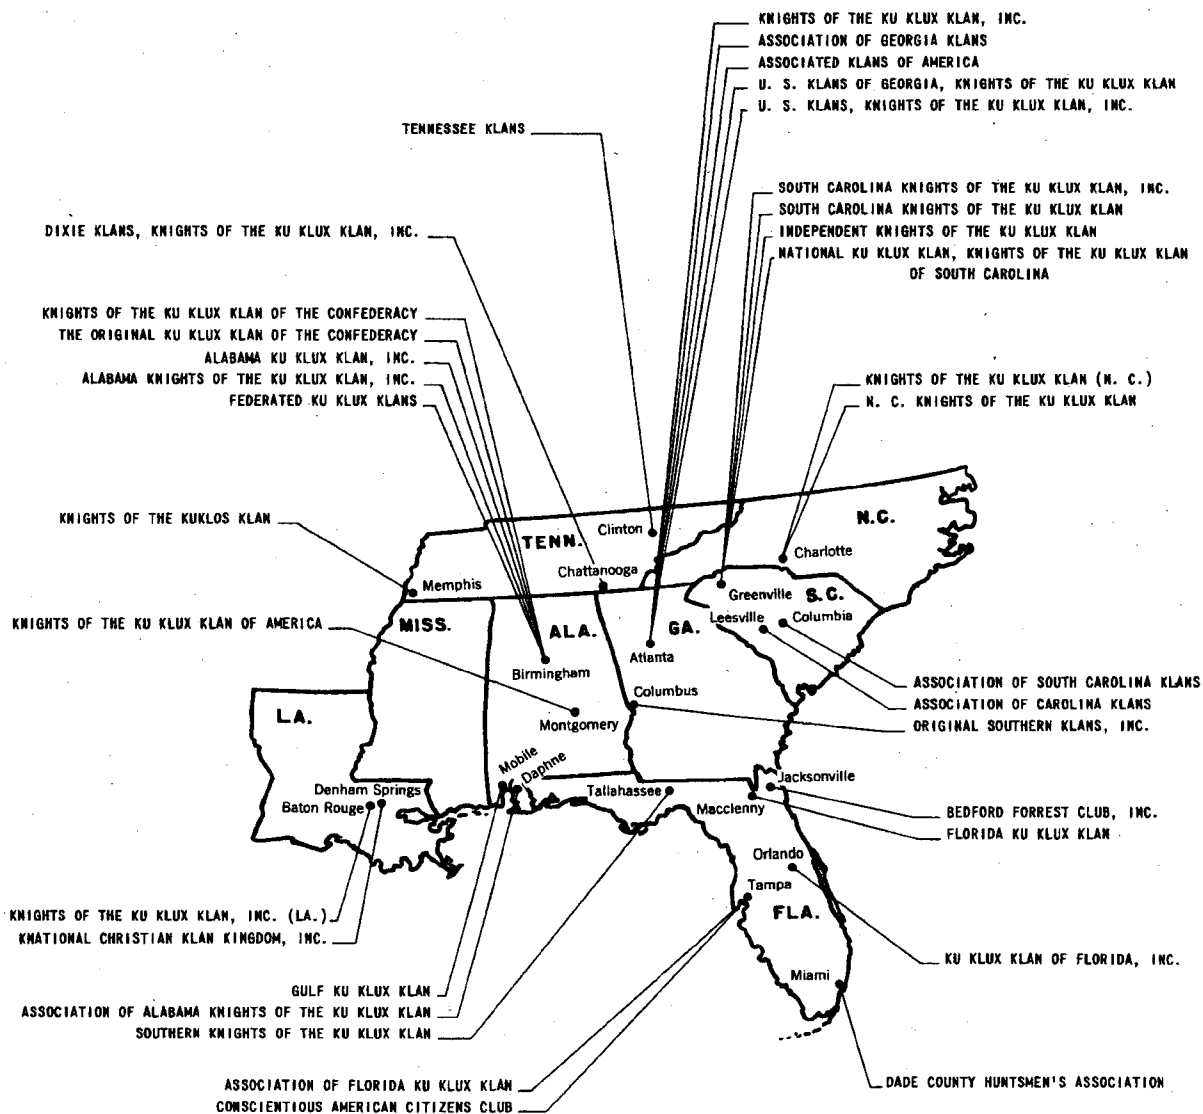 KNIGHTS OF THE KU KLUX KLAN, INC.
ASSOCIATION OF GEORGIA KLANS
ASSOCIATED KLANS OF AMERICA
U. S. KLANS OF GEORGIA, KNIGHTS OF THE KU KLUX KLAN
U. S. KLANS, KNIGHTS OF THE KU KLUX KLAN, INC.
TENNESSEE KLANS
SOUTH CAROLINA KNIGHTS OF THE KU KLUX KLAN, INC.
SOUTH CAROLINA KNIGHTS OF THE KU KLUX KLAN
INDEPENDENT KNIGHTS OF THE KU KLUX KLAN
NATIONAL KU KLUX KLAN, KNIGHTS OF THE KU KLUX KLAN
OF SOUTH CAROLINA
DIXIE KLANS, KNIGHTS OF THE KU KLUX KLAN, INC.
KNIGHTS OF THE KU KLUX KLAN OF THE CONFEDERACY
THE ORIGINAL KU KLUX KLAN OF THE CONFEDERACY
ALABAMA KU KLUX KLAN, INC.
ALABAMA KNIGHTS OF THE KU KLUX KLAN, INC.
FEDERATED KU KLUX KLANS
KNIGHTS OF THE KU KLUX KLAN (N. C.)
N. C. KNIGHTS OF THE KU KLUX KLAN
KNIGHTS OF THE KUKLOS KLAN
N.C.
Clinton
TENN.
Charlotte
Chattanooga
Memphis
Greenville
S.C.
Leesville
Columbia
KNIGHTS OF THE KU KLUX KLAN OF AMERICA
MISS.
ALA.
GA.
Atlanta
Birmingham
ASSOCIATION OF SOUTH CAROLINA KLANS
Columbus
ASSOCIATION OF CAROLINA KLANS
LA.
Montgomery
ORIGINAL SOUTHERN KLANS, INC.
Mobile
Daphne
Jacksonville
Denham Springs
Tallahassee
Baton Rouge
Macclenny
BEDFORD FORREST CLUB, INC.
FLORIDA KU KLUX KLAN
Orlando
Tampa
FLA.
KNIGHTS OF THE KU KLUX KLAN, INC. (LA.)
KNATIONAL CHRISTIAN KLAN KINGDOM, INC.
KU KLUX KLAN OF FLORIDA, INC.
Miami
GULF KU KLUX KLAN
ASSOCIATION OF ALABAMA KNIGHTS OF THE KU KLUX KLAN
SOUTHERN KNIGHTS OF THE KU KLUX KLAN
ASSOCIATION OF FLORIDA KU KLUX KLAN
CONSCIENTIOUS AMERICAN CITIZENS CLUB
DADE COUNTY HUNTSMEN'S ASSOCIATION